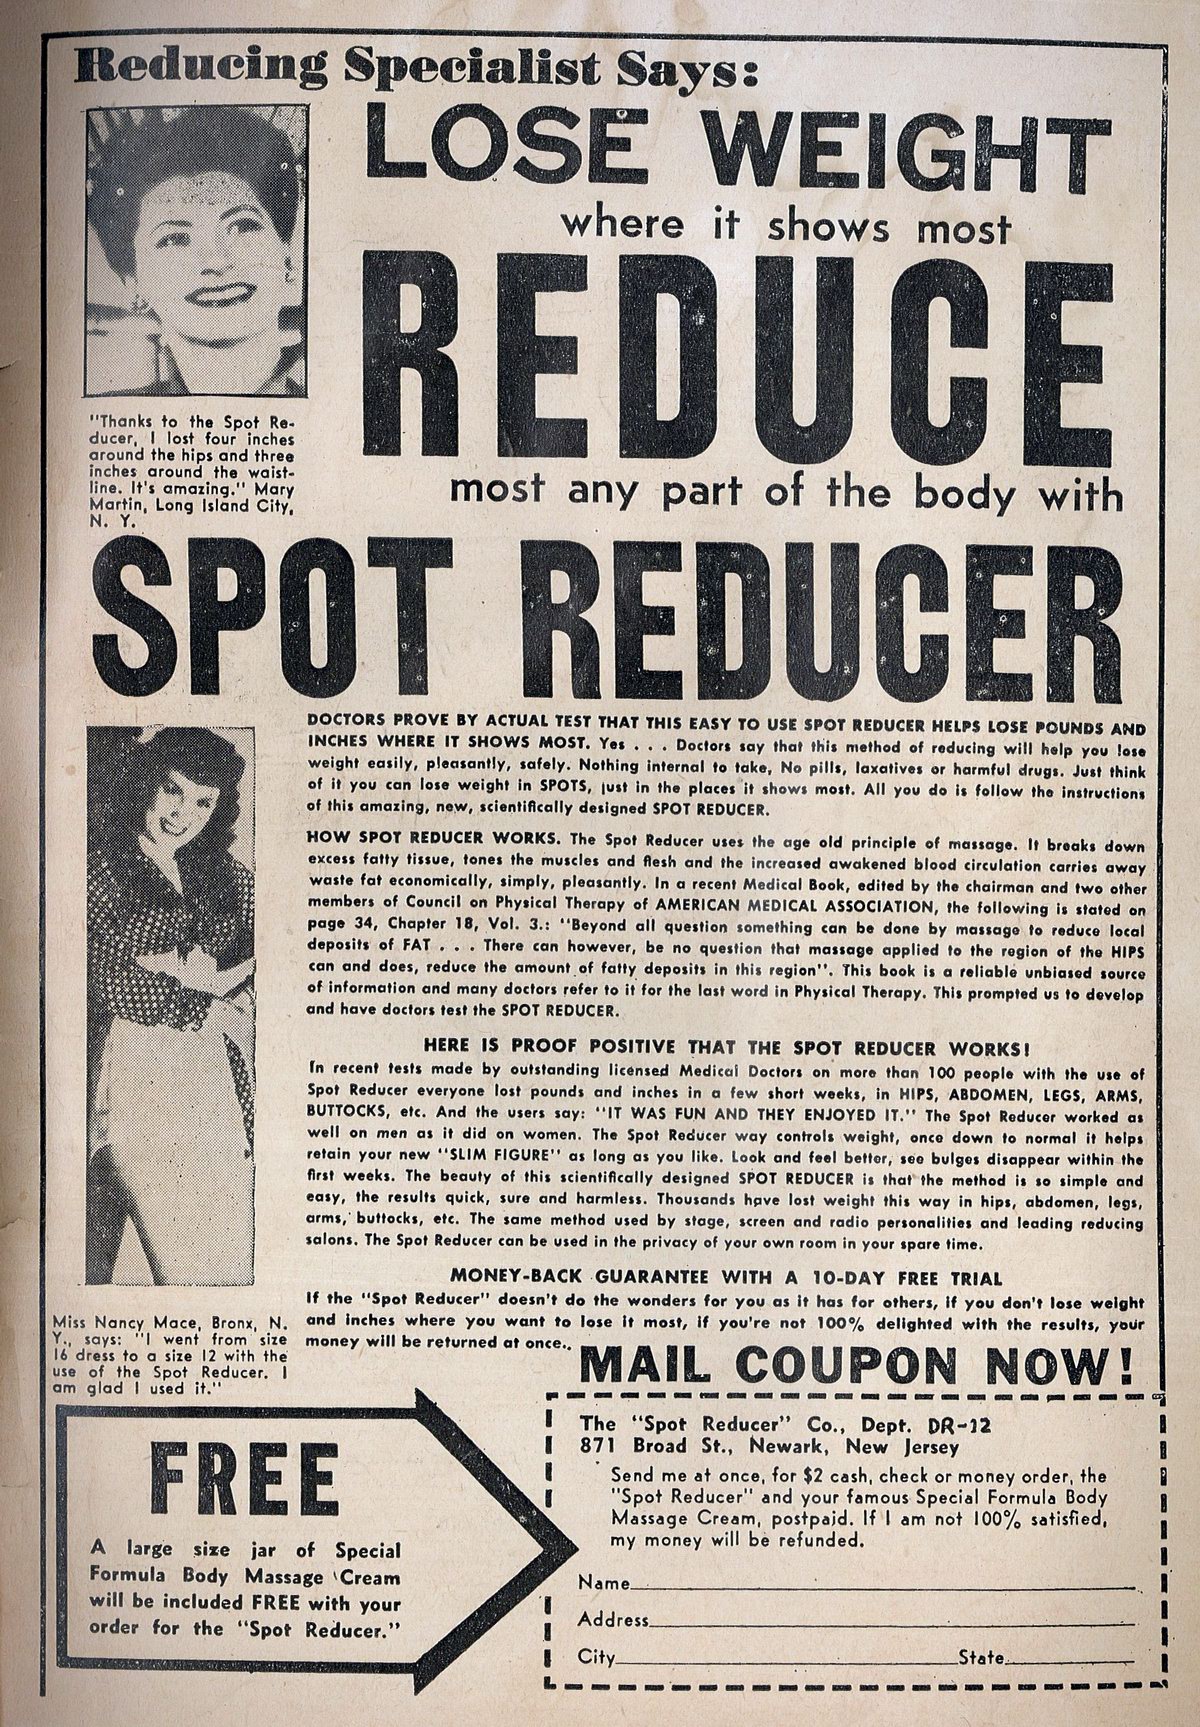 Reducing Specialist Says:
LOSE WEIGHT
where it shows most
REDUCE
most any part of the body with
"Thanks to the Spot Re-
ducer, I lost four inches
around the hips and three
inches around the waist-
line. It's amazing." Mary
Martin, Long Island City,
N. Y.
SPOT REDUCER
DOCTORS PROVE BY ACTUAL TEST THAT THIS EASY TO USE SPOT REDUCER HELPS LOSE POUNDS AND
INCHES WHERE IT SHOWS MOST. Yes . . . Doctors say that this method of reducing will help you lose
weight easily, pleasantly, safely. Nothing internal to take, No pills, laxatives or harmful drugs. Just think
of it you can lose weight in SPOTS, just in the places it shows most. All you do is follow the instructions
of this amazing, new, scientifically designed SPOT REDUCER.
HOW SPOT REDUCER WORKS. The Spot Reducer uses the age old principle of massage. It breaks down
excess fatty tissue, tones the muscles and flesh and the increased awakened blood circulation carries away
waste fat economically, simply, pleasantly. In a recent Medical Book, edited by the chairman and two other
members of Council on Physical Therapy of AMERICAN MEDICAL ASSOCIATION, the following is stated on
page 34, Chapter 18, Vol. 3.: "Beyond all question something can be done by massage to reduce local
deposits of FAT . . . There can however, be no question that massage applied to the region of the HIPS
can and does, reduce the amount of fatty deposits in this region". This book is a reliable unbiased source
of information and many doctors refer to it for the last word in Physical Therapy. This prompted us to develop
and have doctors test the SPOT REDUCER.
HERE IS PROOF POSITIVE THAT THE SPOT REDUCER WORKS!
In recent tests made by outstanding licensed Medical Doctors on more than 100 people with the use of
Spot Reducer everyone lost pounds and inches in a few short weeks, in HIPS, ABDOMEN, LEGS, ARMS,
BUTTOCKS, etc. And the users say: "IT WAS FUN AND THEY ENJOYED IT." The Spot Reducer worked as
well on men as it did on women. The Spot Reducer way controls weight, once down to normal it helps
retain your new "SLIM FIGURE" as long as you like. Look and feel better, see bulges disappear within the
first weeks. The beauty of this scientifically designed SPOT REDUCER is that the method is so simple and
easy, the results quick, sure and harmless. Thousands have lost weight this way in hips, abdomen, legs,
arms, buttocks, etc. The same method used by stage, screen and radio personalities and leading reducing
salons. The Spot Reducer can be used in the privacy of your own room in your spare time.
MONEY-BACK GUARANTEE WITH A 10-DAY FREE TRIAL
If the "Spot Reducer" doesn't do the wonders for you as it has for others, if you don't lose weight
and inches where you want to lose it most, if you're not 100% delighted with the results, your
money will be returned at once..
Miss Nancy Mace, Bronx, N.
Y., says: "I went from size
16 dress to a size 12 with the
use of the Spot Reducer. I
am glad I used it."
MAIL COUPON NOW!
FREE
A large size jar of Special
Formula Body Massage Cream
will be included FREE with your
order for the "Spot Reducer."
The "Spot Reducer" Co., Dept. DR-12
871 Broad St., Newark, New Jersey
Send me at once, for $2 cash, check or money order, the
"Spot Reducer" and your famous Special Formula Body
Massage Cream, postpaid. If I am not 100% satisfied,
my money will be refunded.
Name
Address
City State